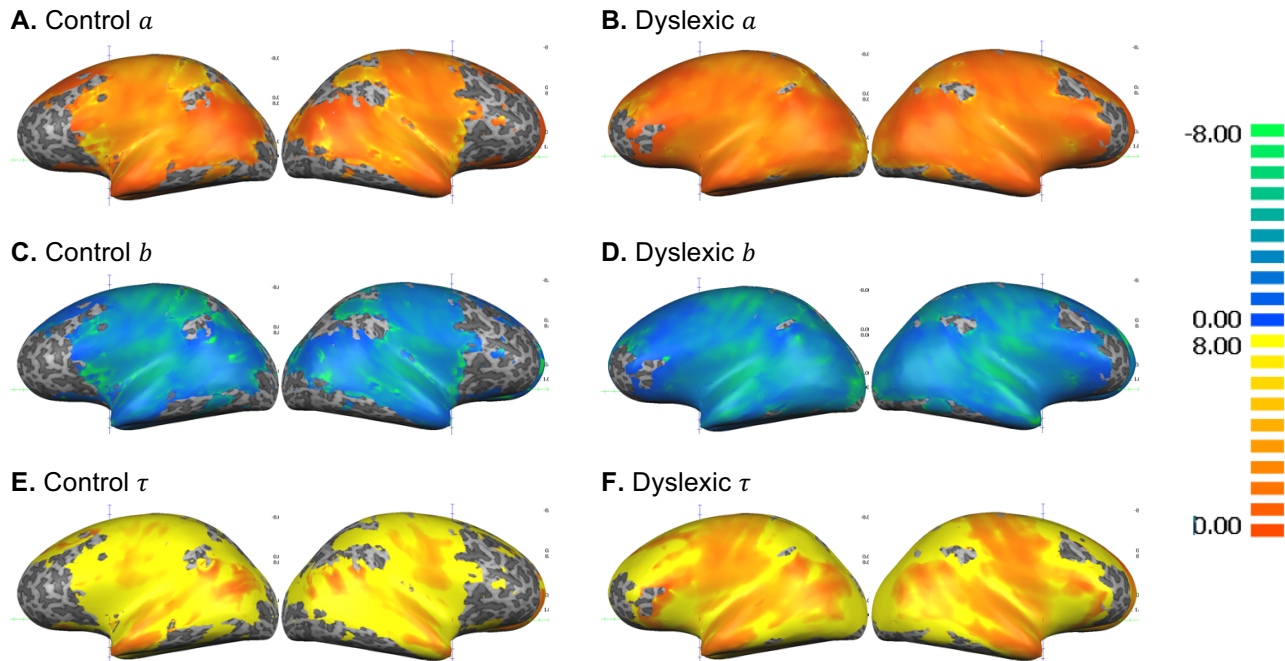 A. Control a
B. Dyslexic a
C. Control b
D. Dyslexic b
E. Control τ
F. Dyslexic τ
-8.00
0.00
8.00
0.00